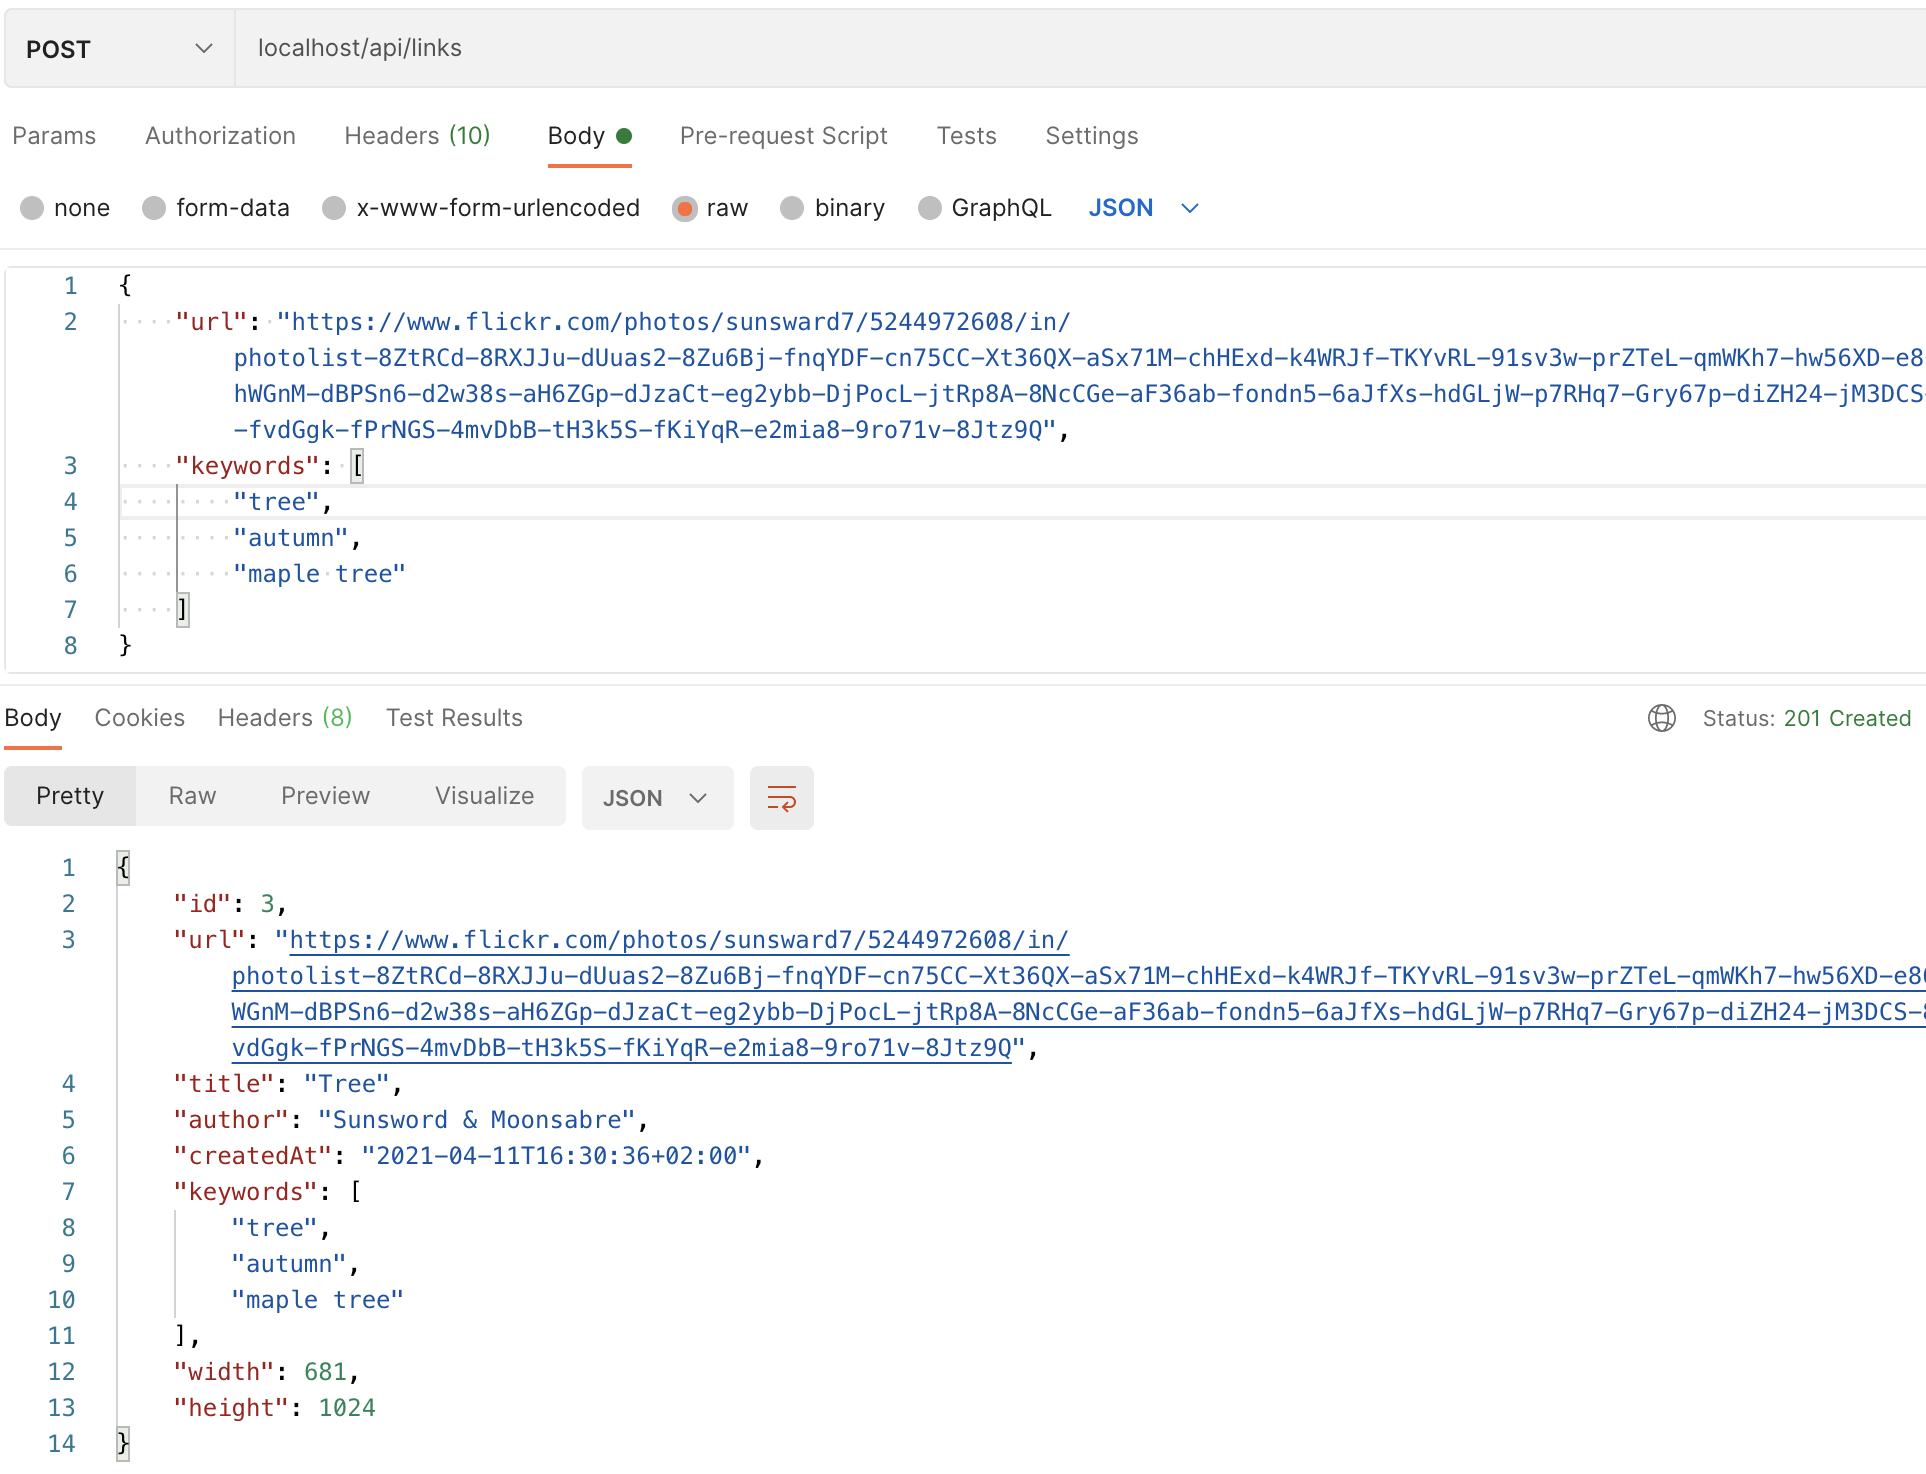 POST localhost/api/links
Params Authorization Headers (10) Body Pre-request Script Tests Settings
none form-data x-www-form-urlencoded raw binary GraphQL JSON
1 {
2 "url": "https://www.flickr.com/photos/sunsward7/5244972608/in/
photolist-8ZtRCd-8RXJJu-dUuas2-8Zu6Bj-fnqYDF-cn75CC-Xt36QX-aSx71M-chHExd-k4WRJf-TKYvRL-91sv3w-prZTeL-qmWKh7-hw56XD-e8
hWGnM-dBPSn6-d2w38s-aH6ZGp-dJzaCt-eg2ybb-DjPocL-jtRp8A-8NcCGe-aF36ab-fondn5-6aJfXs-hdGLjW-p7RHq7-Gry67p-diZH24-jM3DCS-
-fvdGgk-fPrNGS-4mvDbB-tH3k5S-fKiYqR-e2mia8-9ro71v-8Jtz9Q",
3 "keywords": [
4 "tree",
5 "autumn",
6 "maple tree"
7 ]
8 }
Body Cookies Headers (8) Test Results Status: 201 Created
Pretty Raw Preview Visualize JSON
1 {
2 "id": 3,
3 "url": "https://www.flickr.com/photos/sunsward7/5244972608/in/
photolist-8ZtRCd-8RXJJu-dUuas2-8Zu6Bj-fnqYDF-cn75CC-Xt36QX-aSx71M-chHExd-k4WRJf-TKYvRL-91sv3w-prZTeL-qmWKh7-hw56XD-e86
WGnM-dBPSn6-d2w38s-aH6ZGp-dJzaCt-eg2ybb-DjPocL-jtRp8A-8NcCGe-aF36ab-fondn5-6aJfXs-hdGLjW-p7RHq7-Gry67p-diZH24-jM3DCS-8
vdGgk-fPrNGS-4mvDbB-tH3k5S-fKiYqR-e2mia8-9ro71v-8Jtz9Q",
4 "title": "Tree",
5 "author": "Sunsword & Moonsabre",
6 "createdAt": "2021-04-11T16:30:36+02:00",
7 "keywords": [
8 "tree",
9 "autumn",
10 "maple tree"
11 ],
12 "width": 681,
13 "height": 1024
14 }